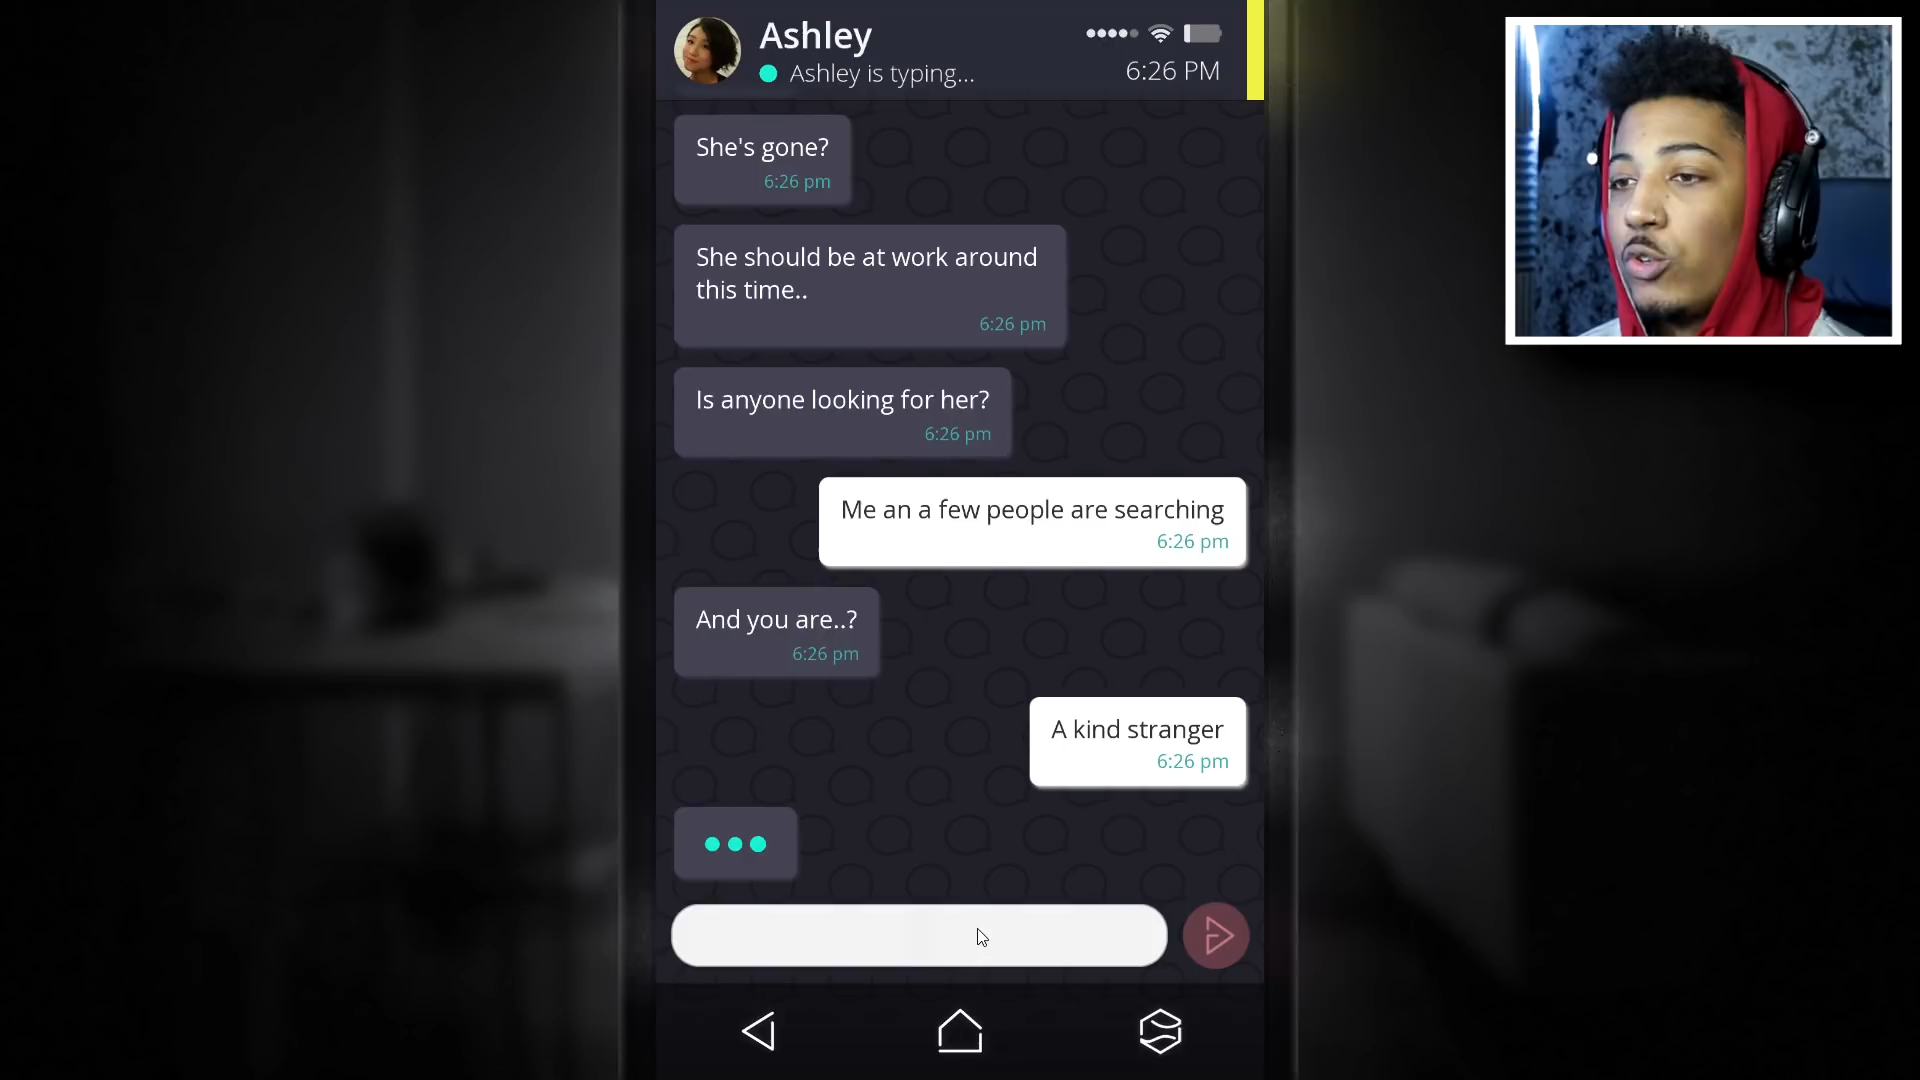 Ashley
Ashley is typing...
6:26 PM
She's gone?
6:26 pm
She should be at work around
this time..
6:26 pm
Is anyone looking for her?
6:26 pm
Me an a few people are searching
6:26 pm
And you are..?
6:26 pm
A kind stranger
6:26 pm